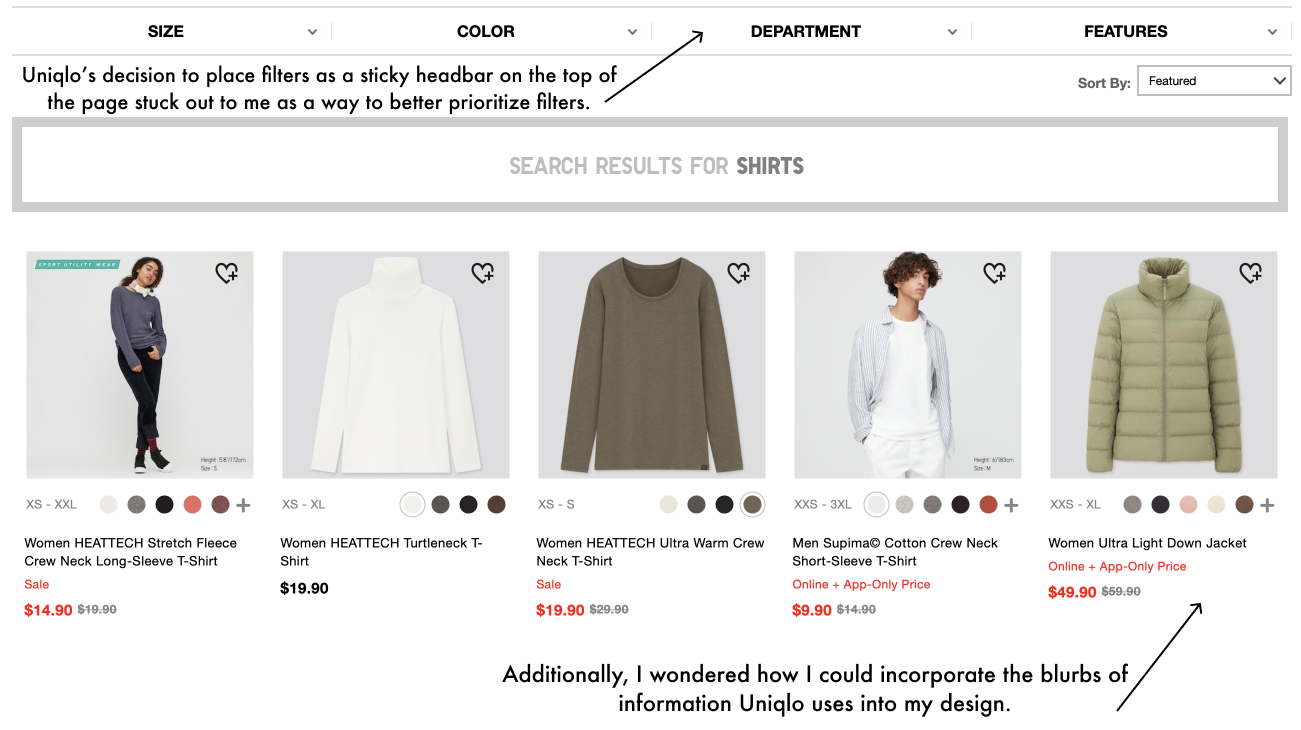 SIZE COLOR DEPARTMENT FEATURES
Uniqlo's decision to place filters as a sticky headbar on the top of
the page stuck out to me as a way to better prioritize filters.
Sort By: Featured
SEARCH RESULTS FOR SHIRTS
SPORT UTILITY WEAR
Height : 5'8"/172cm
Size : S
Height : 6'/183cm
Size : M
XS - XXL
Women HEATTECH Stretch Fleece
Crew Neck Long-Sleeve T-Shirt
Sale
$14.90 $19.90
XS - XL
Women HEATTECH Turtleneck T-
Shirt
$19.90
XS - S
Women HEATTECH Ultra Warm Crew
Neck T-Shirt
Sale
$19.90 $29.90
XXS - 3XL
Men Supima© Cotton Crew Neck
Short-Sleeve T-Shirt
Online + App-Only Price
$9.90 $14.90
XXS - XL
Women Ultra Light Down Jacket
Online + App-Only Price
$49.90 $59.90
Additionally, I wondered how I could incorporate the blurbs of
information Uniqlo uses into my design.